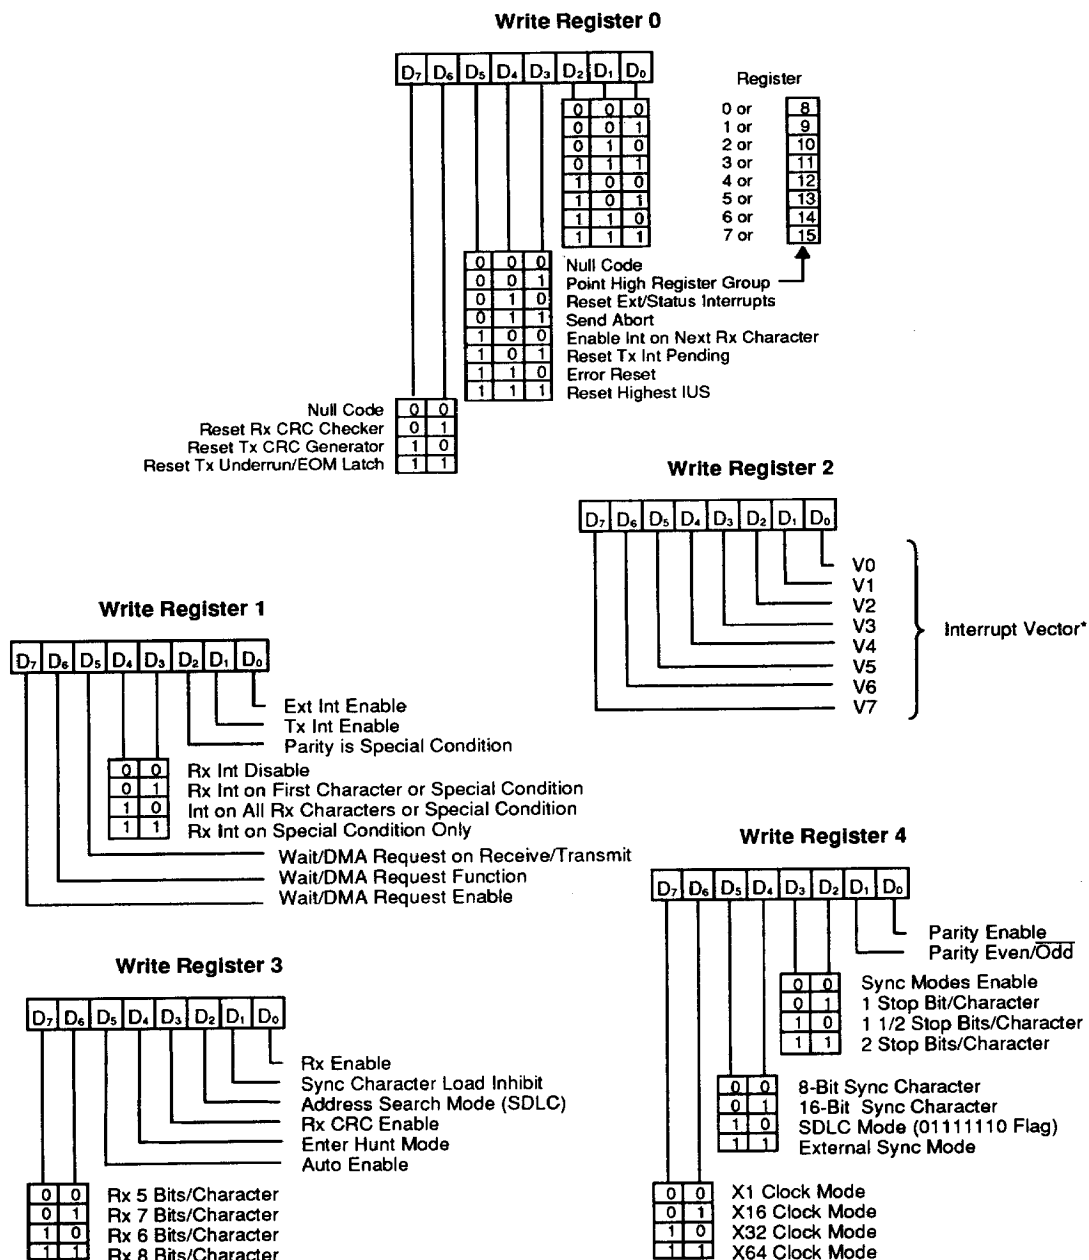 Write Register 0
D7 D6 D5 D4 D3 D2 D1 D0
Register
0 0 0 0 or 8
0 0 1 1 or 9
0 1 0 2 or 10
0 1 1 3 or 11
1 0 0 4 or 12
1 0 1 5 or 13
1 1 0 6 or 14
1 1 1 7 or 15
0 0 0 Null Code
0 0 1 Point High Register Group
0 1 0 Reset Ext/Status Interrupts
0 1 1 Send Abort
1 0 0 Enable Int on Next Rx Character
1 0 1 Reset Tx Int Pending
1 1 0 Error Reset
1 1 1 Reset Highest IUS
Null Code 0 0
Reset Rx CRC Checker 0 1
Reset Tx CRC Generator 1 0
Reset Tx Underrun/EOM Latch 1 1
Write Register 2
D7 D6 D5 D4 D3 D2 D1 D0
V0
V1
V2
V3
V4
V5
V6
V7
Interrupt Vector*
Write Register 1
D7 D6 D5 D4 D3 D2 D1 D0
Ext Int Enable
Tx Int Enable
Parity is Special Condition
0 0 Rx Int Disable
0 1 Rx Int on First Character or Special Condition
1 0 Int on All Rx Characters or Special Condition
1 1 Rx Int on Special Condition Only
Wait/DMA Request on Receive/Transmit
Wait/DMA Request Function
Wait/DMA Request Enable
Write Register 4
D7 D6 D5 D4 D3 D2 D1 D0
Parity Enable
Parity Even/Odd
0 0 Sync Modes Enable
0 1 1 Stop Bit/Character
1 0 1 1/2 Stop Bits/Character
1 1 2 Stop Bits/Character
0 0 8-Bit Sync Character
0 1 16-Bit Sync Character
1 0 SDLC Mode (01111110 Flag)
1 1 External Sync Mode
0 0 X1 Clock Mode
0 1 X16 Clock Mode
1 0 X32 Clock Mode
1 1 X64 Clock Mode
Write Register 3
D7 D6 D5 D4 D3 D2 D1 D0
Rx Enable
Sync Character Load Inhibit
Address Search Mode (SDLC)
Rx CRC Enable
Enter Hunt Mode
Auto Enable
0 0 Rx 5 Bits/Character
0 1 Rx 7 Bits/Character
1 0 Rx 6 Bits/Character
1 1 Rx 8 Bits/Character